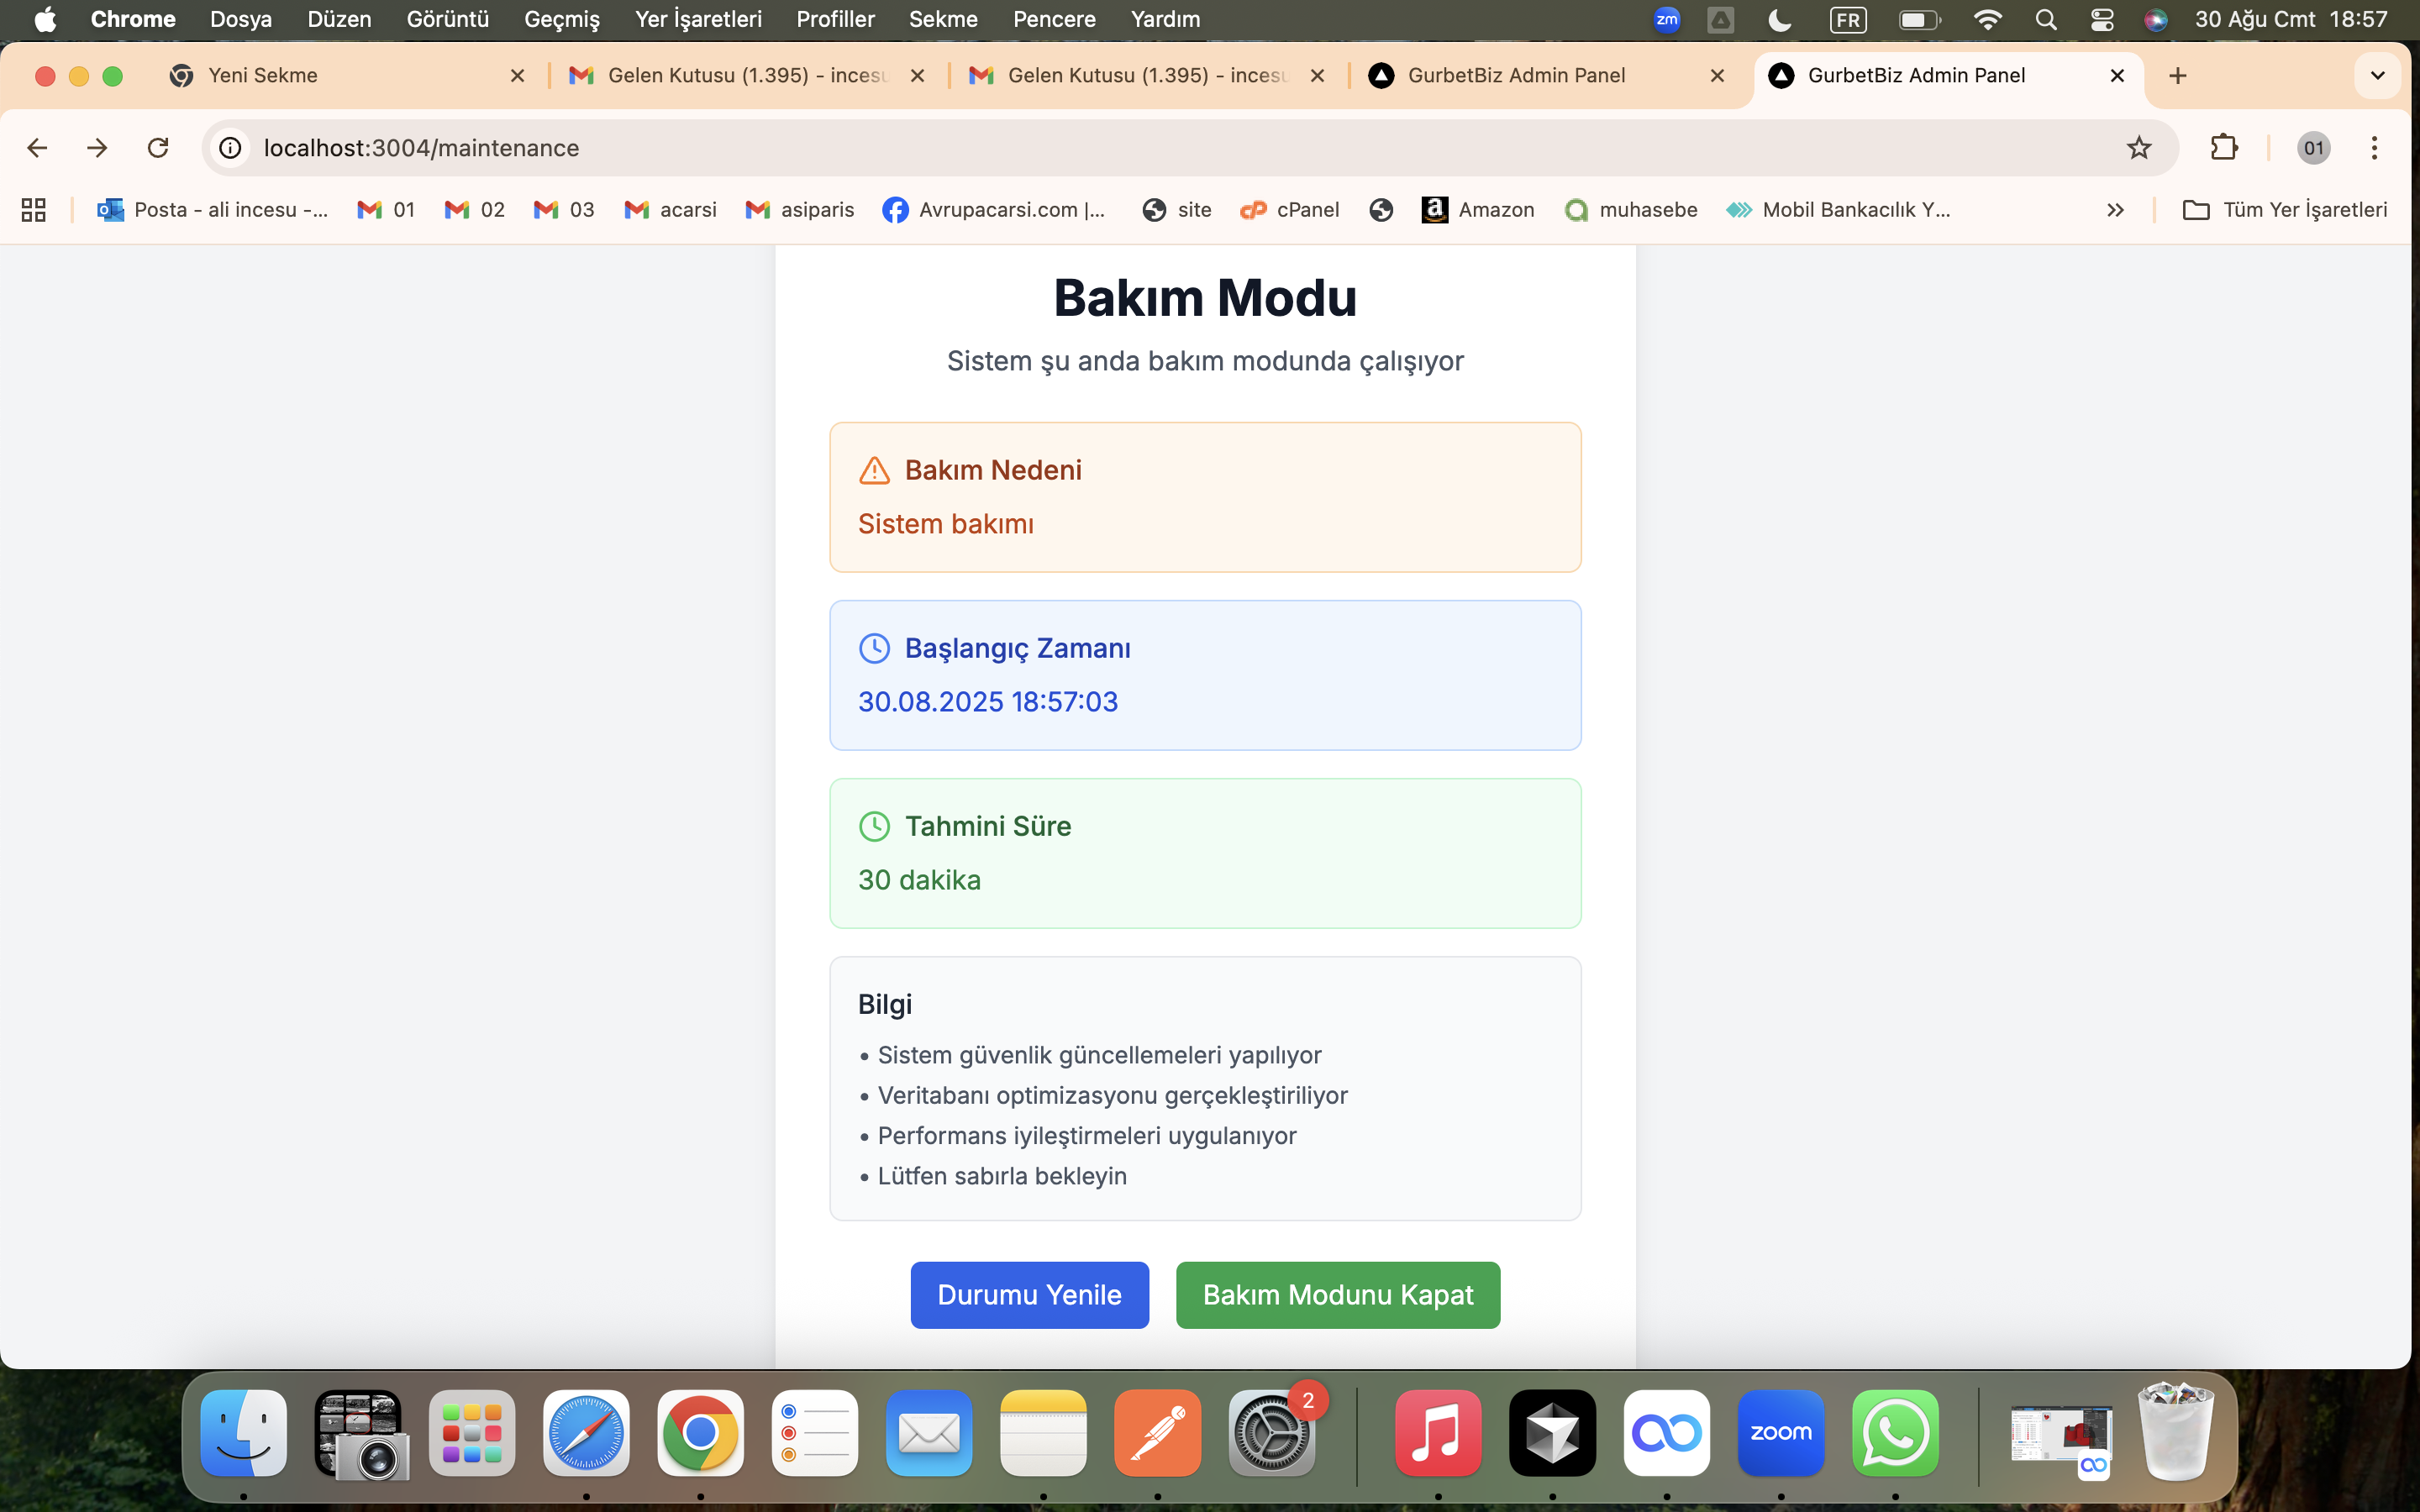 Chrome Dosya Düzen Görüntü Geçmiş Yer İşaretleri Profiller Sekme Pencere Yardım zm FR 30 Ağu Cmt 18:57
Yeni Sekme Gelen Kutusu (1.395) - incesu Gelen Kutusu (1.395) - incesu GurbetBiz Admin Panel GurbetBiz Admin Panel
localhost:3004/maintenance 01
Posta - ali incesu -... 01 02 03 acarsi asiparis Avrupacarsi.com |... site cPanel Amazon muhasebe Mobil Bankacılık Y... Tüm Yer İşaretleri
Bakım Modu
Sistem şu anda bakım modunda çalışıyor
Bakım Nedeni
Sistem bakımı
Başlangıç Zamanı
30.08.2025 18:57:03
Tahmini Süre
30 dakika
Bilgi
• Sistem güvenlik güncellemeleri yapılıyor
• Veritabanı optimizasyonu gerçekleştiriliyor
• Performans iyileştirmeleri uygulanıyor
• Lütfen sabırla bekleyin
Durumu Yenile Bakım Modunu Kapat
2
zoom